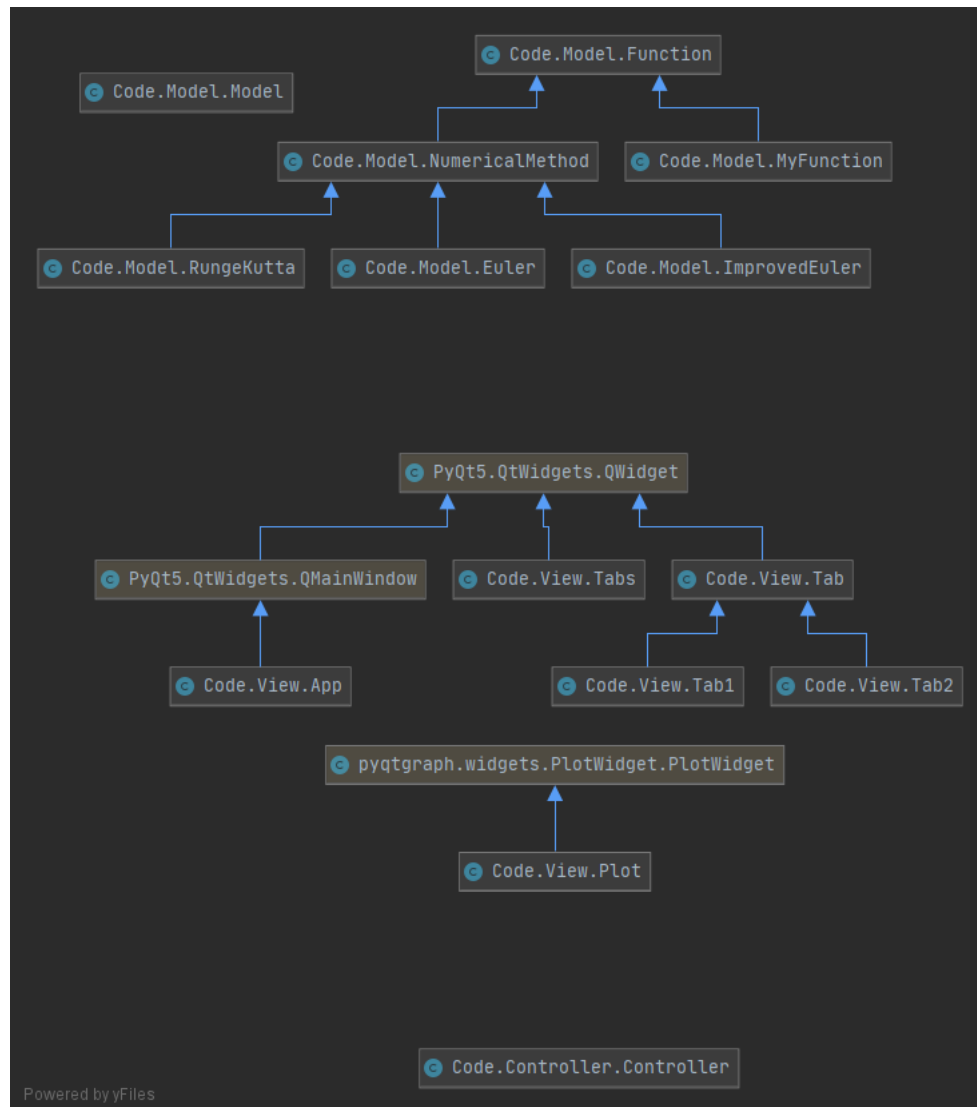 Code.Model.Function
Code.Model.Model
Code.Model.NumericalMethod
Code.Model.MyFunction
Code.Model.RungeKutta
Code.Model.Euler
Code.Model.ImprovedEuler
PyQt5.QtWidgets.QWidget
PyQt5.QtWidgets.QMainWindow
Code.View.Tabs
Code.View.Tab
Code.View.App
Code.View.Tab1
Code.View.Tab2
pyqtgraph.widgets.PlotWidget.PlotWidget
Code.View.Plot
Code.Controller.Controller
Powered by yFiles